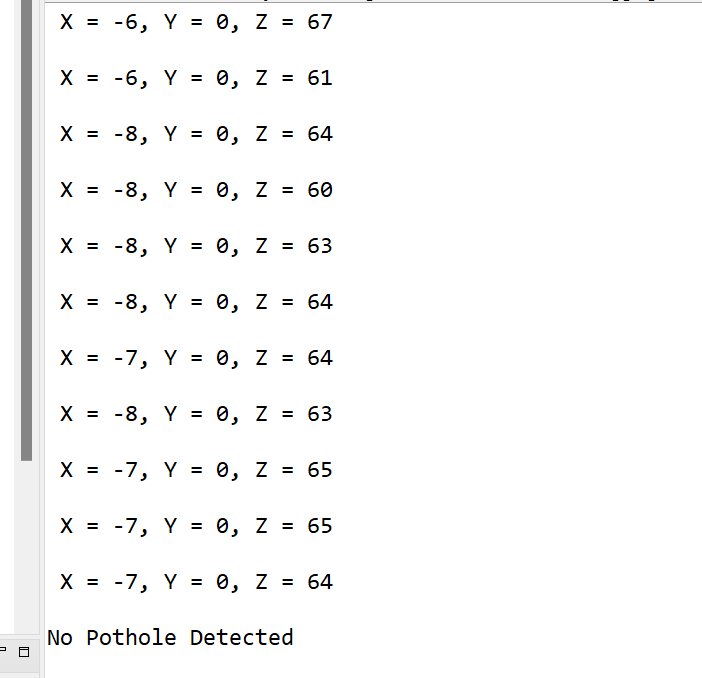 X = -6, Y = 0, Z = 67
X = -6, Y = 0, Z = 61
X = -8, Y = 0, Z = 64
X = -8, Y = 0, Z = 60
X = -8, Y = 0, Z = 63
X = -8, Y = 0, Z = 64
X = -7, Y = 0, Z = 64
X = -8, Y = 0, Z = 63
X = -7, Y = 0, Z = 65
X = -7, Y = 0, Z = 65
X = -7, Y = 0, Z = 64
No Pothole Detected